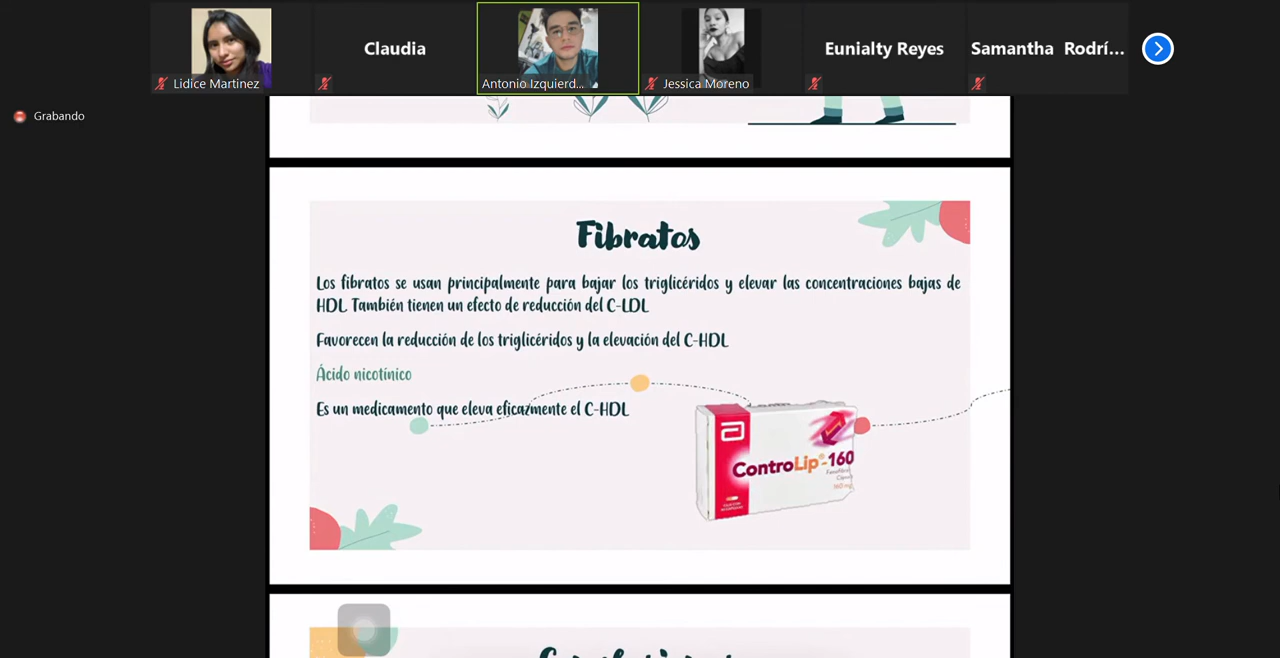 Claudia
Eunialty Reyes
Samantha Rodrí...
Lidice Martinez
Antonio Izquierd...
Jessica Moreno
Grabando
Fibratos
Los fibratos se usan principalmente para bajar los triglicéridos y elevar las concentraciones bajas de
HDL También tienen un efecto de reducción del C-LDL
Favorecen la reducción de los triglicéridos y la elevación del C-HDL
Ácido nicotínico
Es un medicamento que eleva eficazmente el C-HDL
ControLip®-160
160 mg